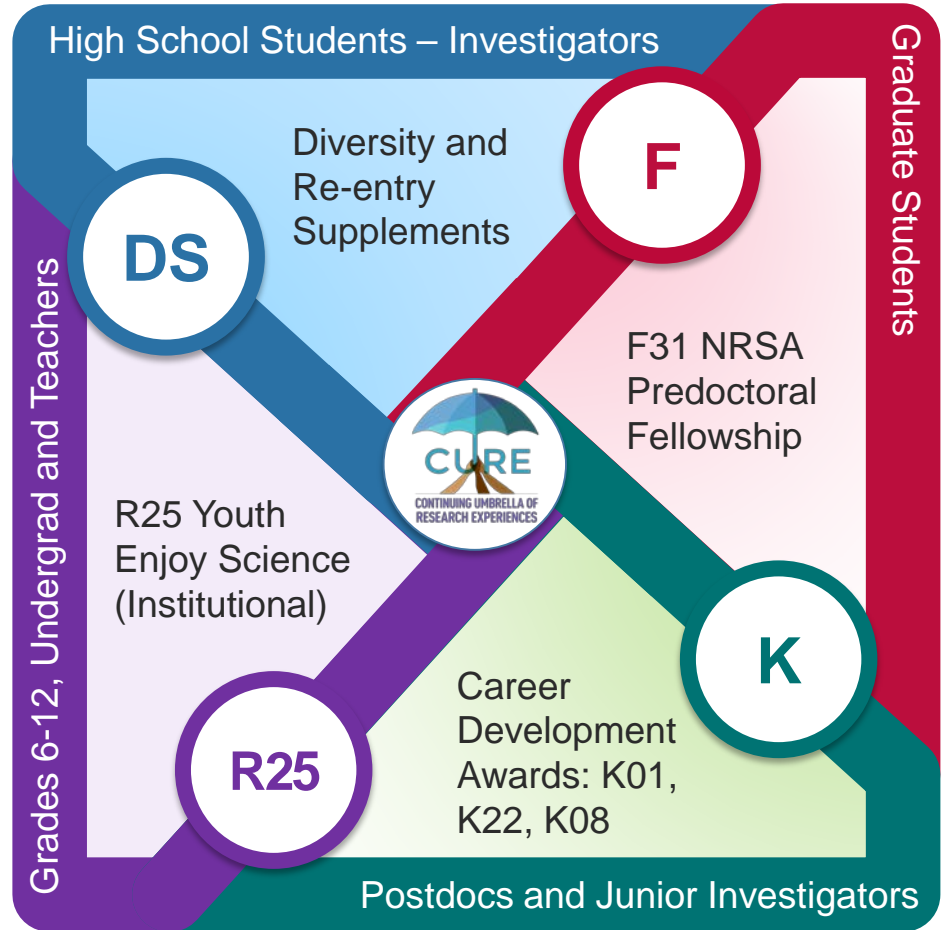 High School Students – Investigators
Graduate Students
F
Diversity and
Re-entry
Supplements
DS
F31 NRSA
Predoctoral
Fellowship
CURE
CONTINUING UMBRELLA OF
RESEARCH EXPERIENCES
Grades 6-12, Undergrad and Teachers
R25 Youth
Enjoy Science
(Institutional)
K
Career
Development
Awards: K01,
K22, K08
R25
Postdocs and Junior Investigators